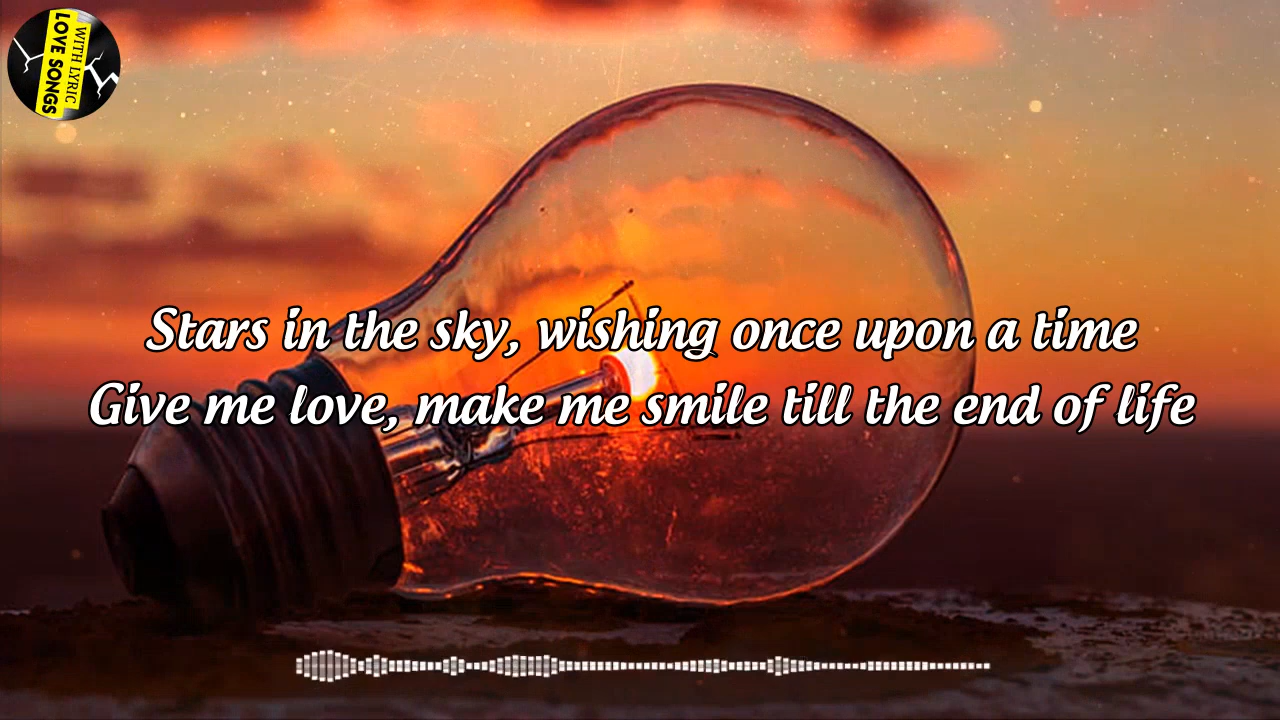 WITH LYRIC
LOVE SONGS
Stars in the sky, wishing once upon a time
Give me love, make me smile till the end of life